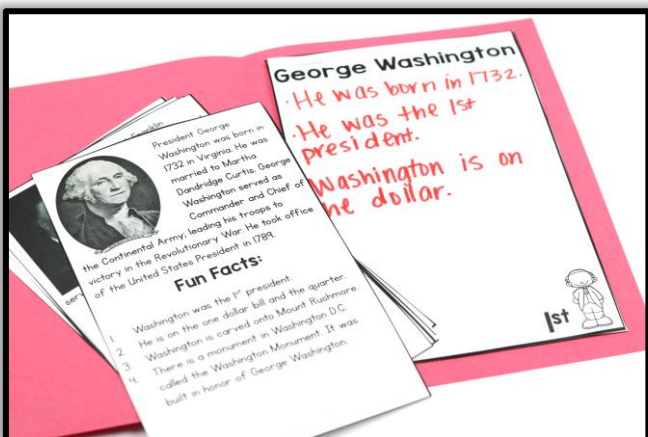 Franklin
President George
Washington was born in
1732 in Virginia. He was
married to Martha
Dandridge Curtis. George
Washington served as
Commander and Chief of
the Continental Army, leading his troops to
victory in the Revolutionary War. He took office
of the United States President in 1789.
Fun Facts:
1. Washington was the 1st president.
2. He is on the one dollar bill and the quarter.
3. Washington is carved onto Mount Rushmore.
4. There is a monument in Washington D.C.
called the Washington Monument. It was
built in honor of George Washington.
George Washington
·He was born in 1732.
·He was the 1st
president.
Washington is on
he dollar.
1st